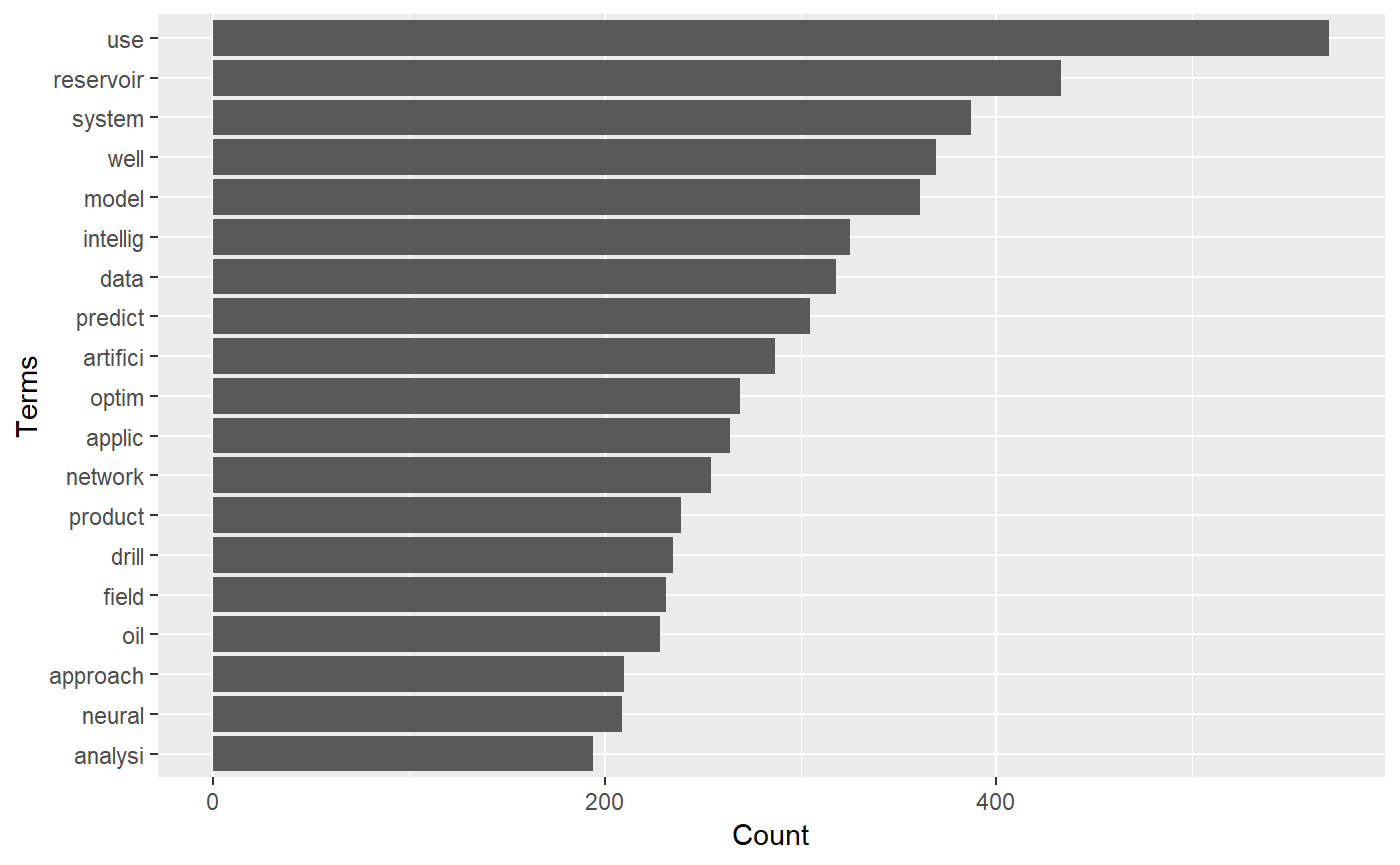 use
reservoir
system
well
model
intellig
data
predict
artifici
optim
applic
network
product
drill
field
oil
approach
neural
analysi
Terms
0 200 400
Count